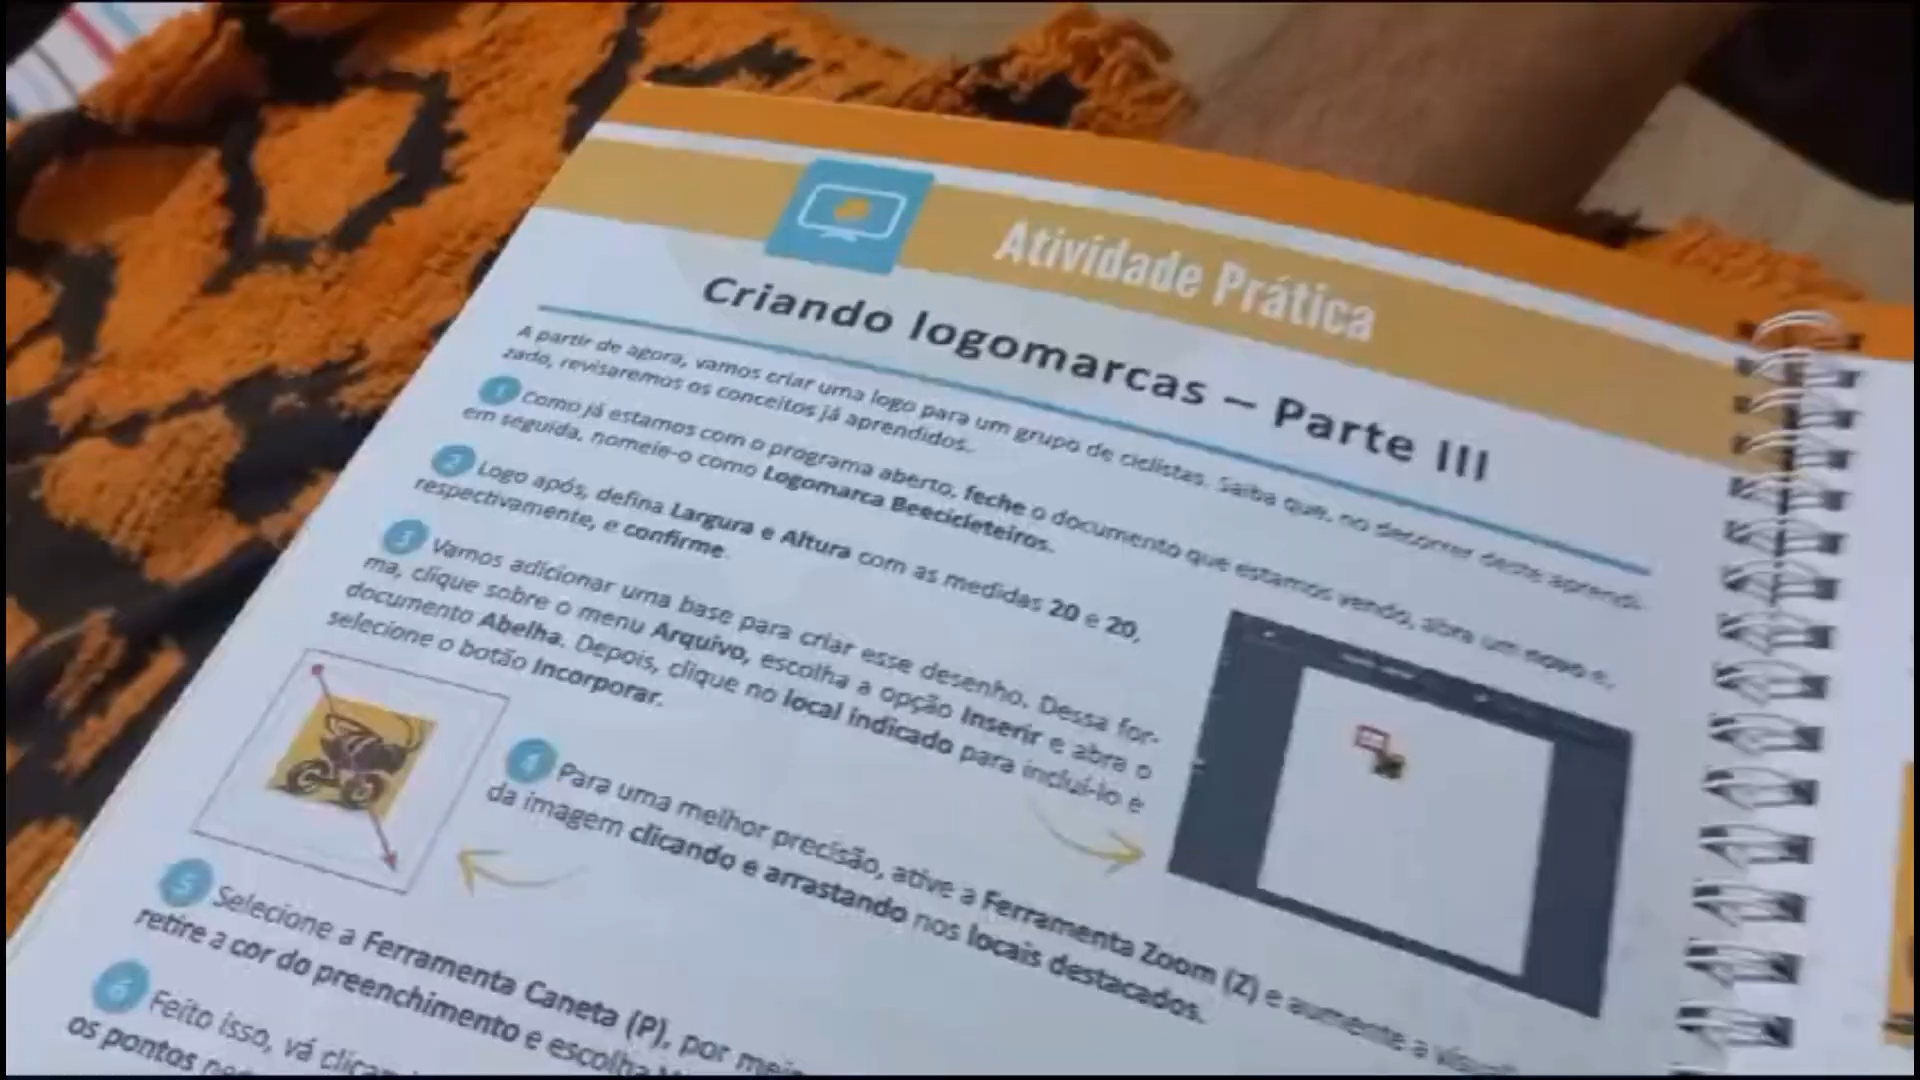 Atividade Prática
Criando logomarcas – Parte III
A partir de agora, vamos criar uma logo para um grupo de ciclistas. Saiba que, no decorrer deste aprendi-
zado, revisaremos os conceitos já aprendidos.
1 Como já estamos com o programa aberto, feche o documento que estamos vendo, abra um novo e,
em seguida, nomeie-o como Logomarca Beecicleteiros.
2 Logo após, defina Largura e Altura com as medidas 20 e 20,
respectivamente, e confirme.
3 Vamos adicionar uma base para criar esse desenho. Dessa for-
ma, clique sobre o menu Arquivo, escolha a opção Inserir e abra o
documento Abelha. Depois, clique no local indicado para incluí-lo e
selecione o botão Incorporar.
4 Para uma melhor precisão, ative a Ferramenta Zoom (Z) e aumente a
da imagem clicando e arrastando nos locais destacados.
5 Selecione a Ferramenta Caneta (P), por
retire a cor do preenchimento e escolha
6 Feito isso, vá
os pontos